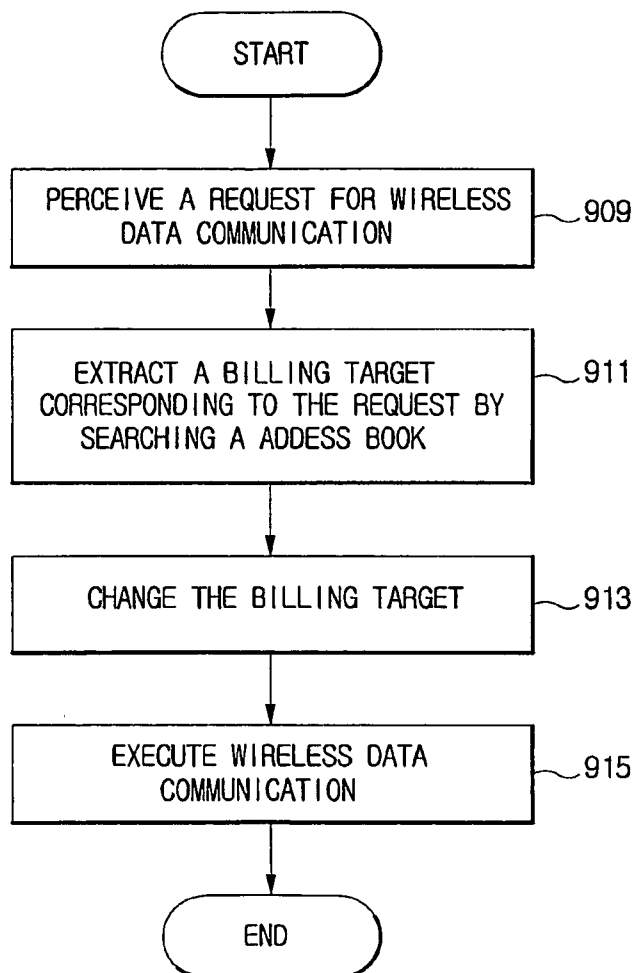 START
PERCEIVE A REQUEST FOR WIRELESS
DATA COMMUNICATION
909
EXTRACT A BILLING TARGET
CORRESPONDING TO THE REQUEST BY
SEARCHING A ADDESS BOOK
911
CHANGE THE BILLING TARGET
913
EXECUTE WIRELESS DATA
COMMUNICATION
915
END